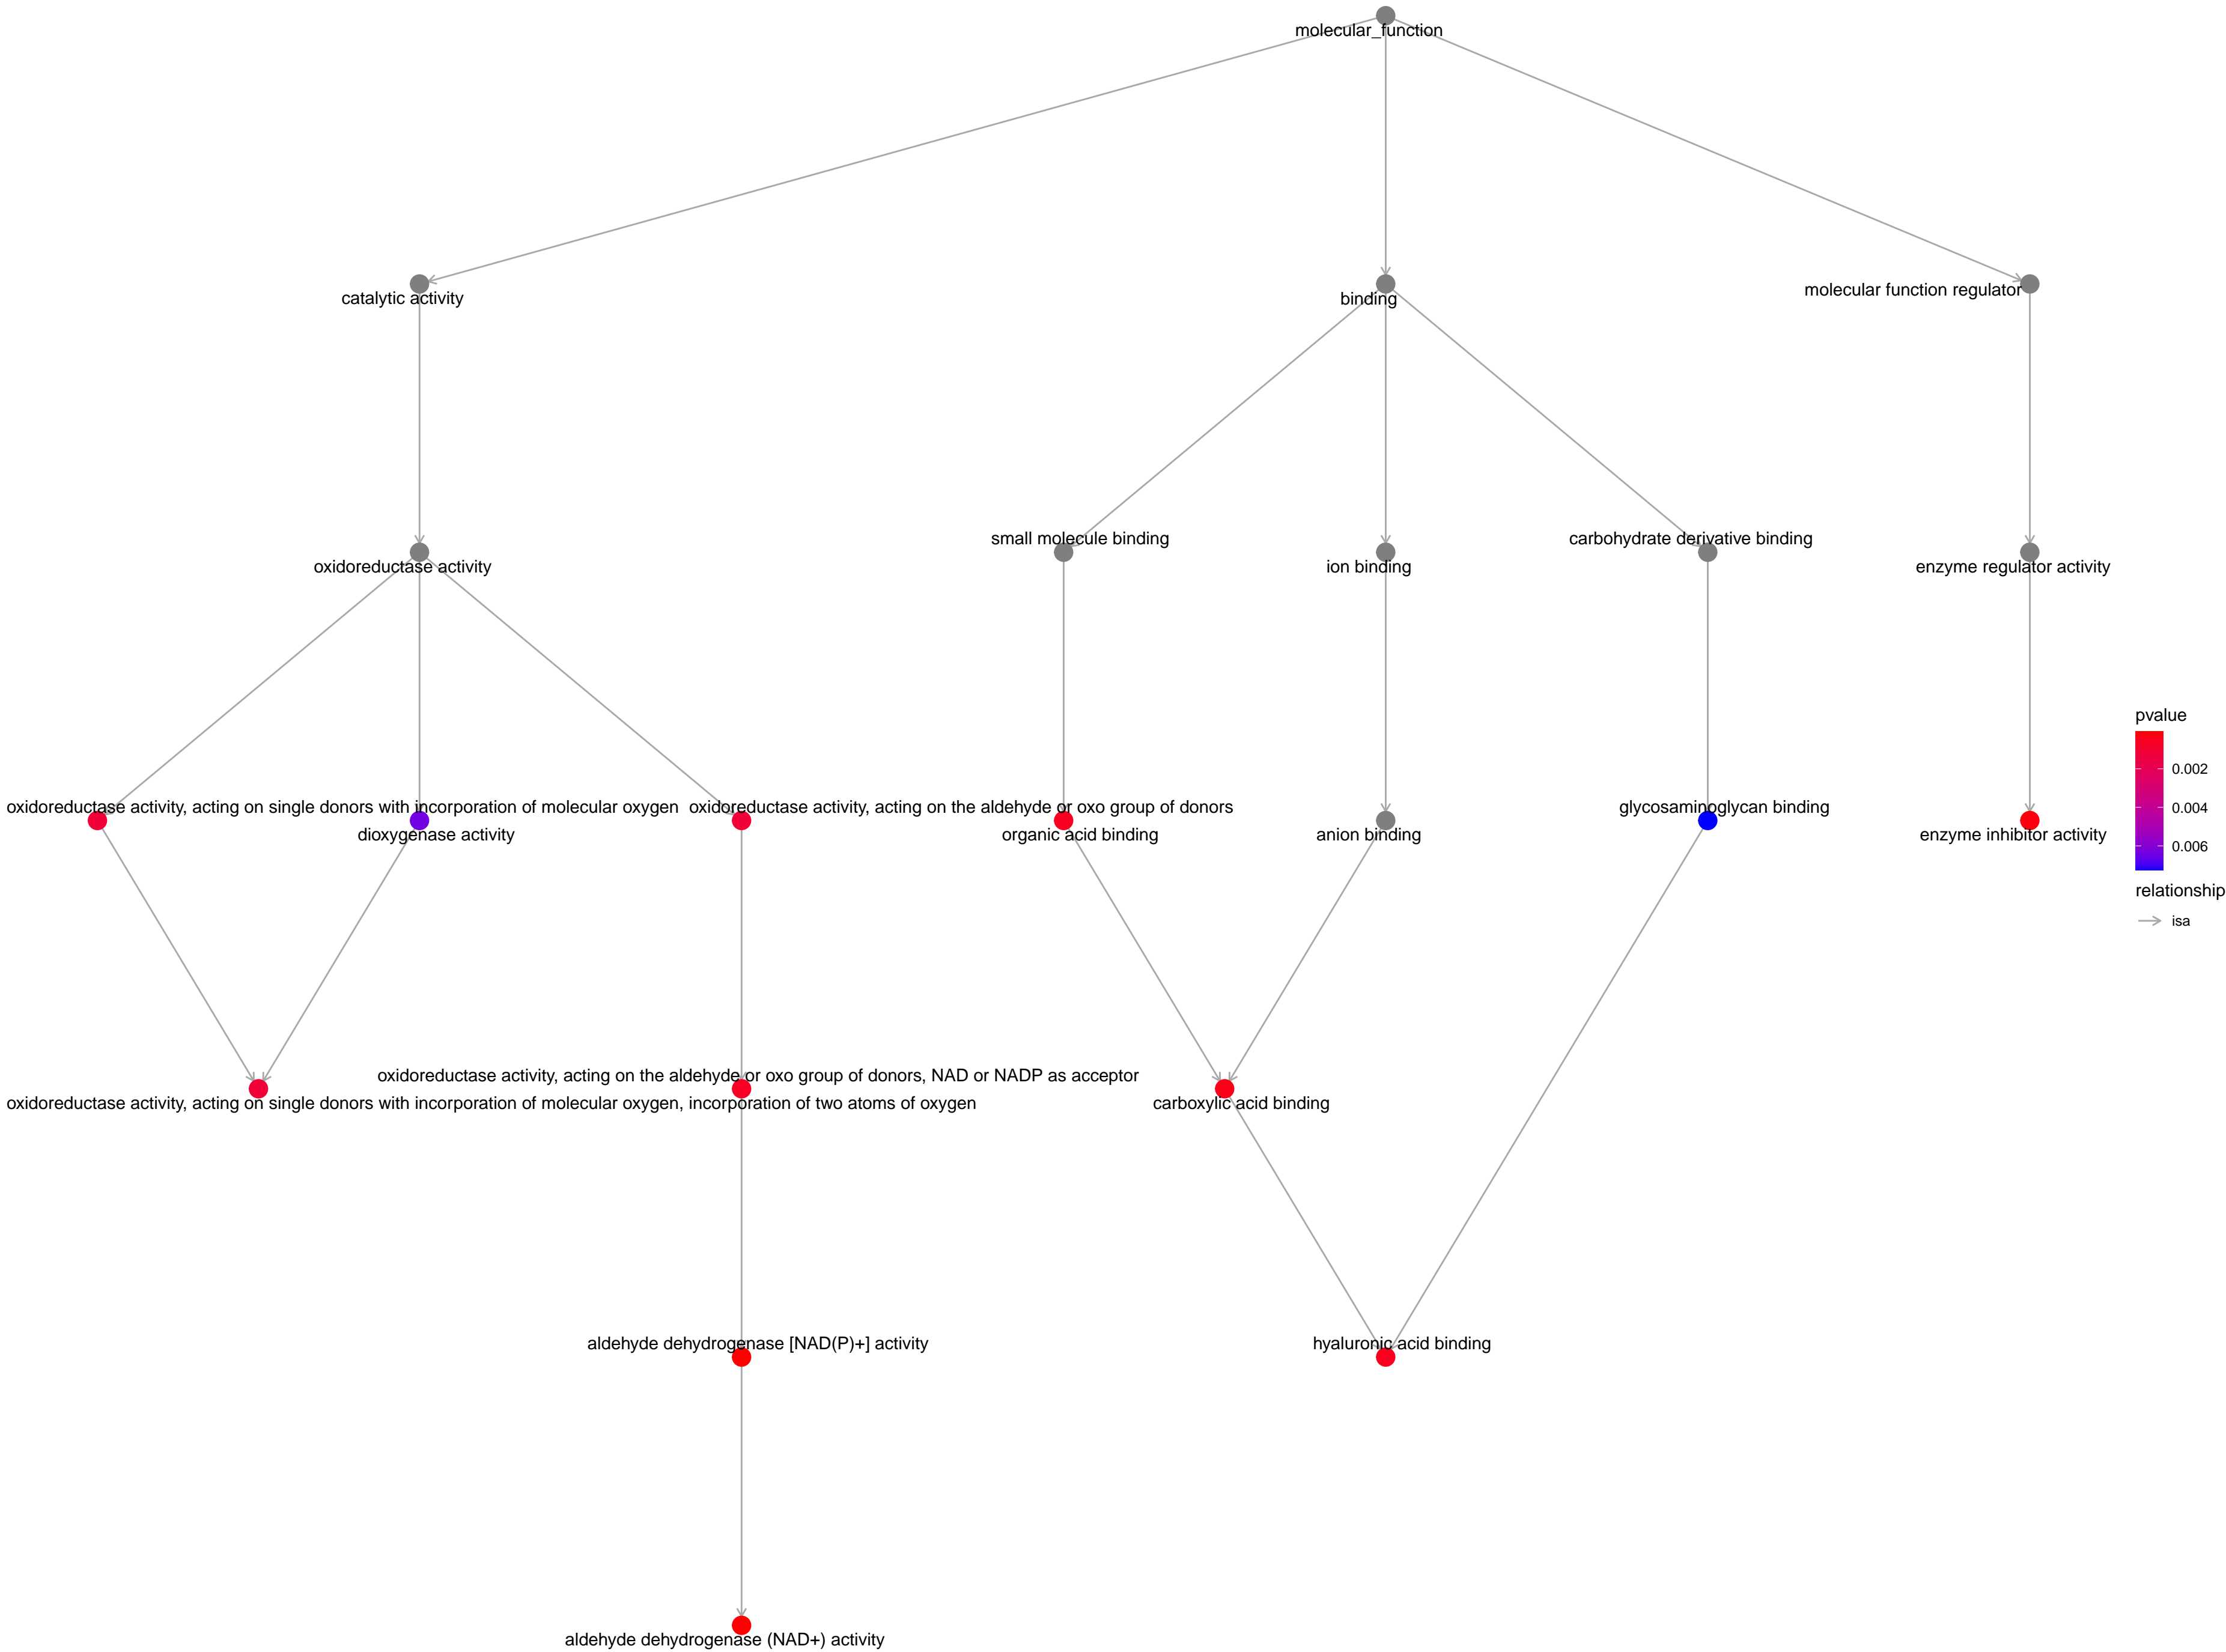 molecular_function
catalytic activity
binding
molecular function regulator
oxidoreductase activity
small molecule binding
ion binding
carbohydrate derivative binding
enzyme regulator activity
oxidoreductase activity, acting on single donors with incorporation of molecular oxygen
dioxygenase activity
oxidoreductase activity, acting on the aldehyde or oxo group of donors
organic acid binding
anion binding
glycosaminoglycan binding
enzyme inhibitor activity
oxidoreductase activity, acting on the aldehyde or oxo group of donors, NAD or NADP as acceptor
oxidoreductase activity, acting on single donors with incorporation of molecular oxygen, incorporation of two atoms of oxygen
carboxylic acid binding
aldehyde dehydrogenase [NAD(P)+] activity
hyaluronic acid binding
aldehyde dehydrogenase (NAD+) activity
pvalue
0.002
0.004
0.006
relationship
isa